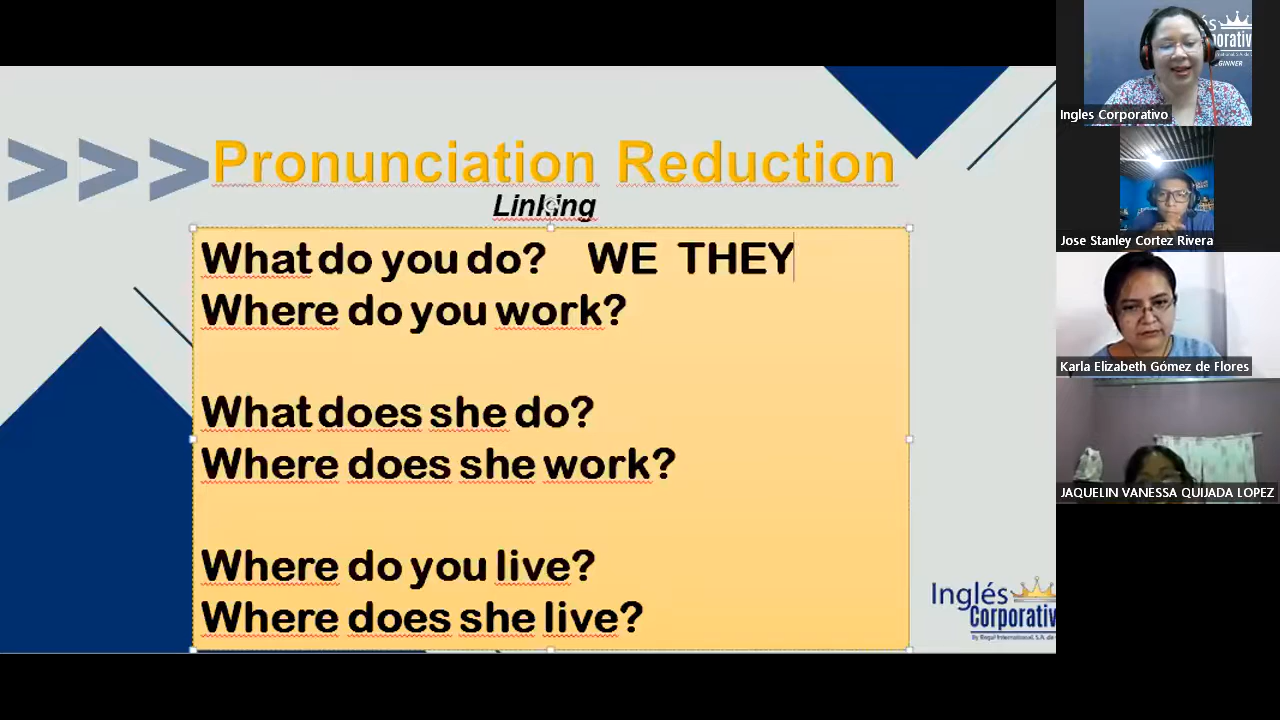 >>> Pronunciation Reduction
Linking
What do you do? WE THEY
Where do you work?
What does she do?
Where does she work?
Where do you live?
Where does she live?
Inglés
Corporativ
Ingles Corporativo
Jose Stanley Cortez Rivera
Karla Elizabeth Gómez de Flores
JAQUELIN VANESSA QUIJADA LOPEZ